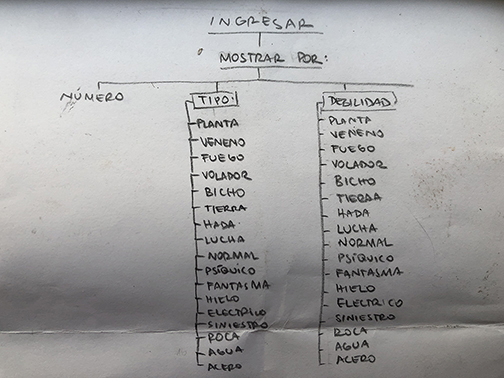 INGRESAR
MOSTRAR POR:
NÚMERO
TIPO.
PLANTA
VENENO
FUEGO
VOLADOR
BICHO
TIERRA
HADA
LUCHA
NORMAL
PSÍQUICO
FANTASMA
HIELO
ELECTRICO
SINIESTRO
ROCA
AGUA
ACERO
DEBILIDAD
PLANTA
VENENO
FUEGO
VOLADOR
BICHO
TIERRA
HADA
LUCHA
NORMAL
PSÍQUICO
FANTASMA
HIELO
ELECTRICO
SINIESTRO
ROCA
AGUA
ACERO